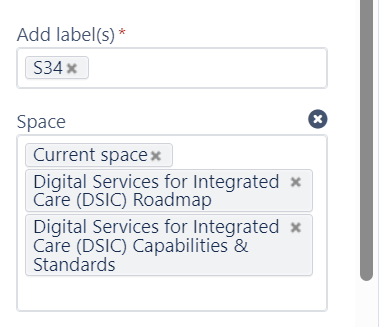 Add label(s) *
S34 ×
Space
Current space ×
Digital Services for Integrated ×
Care (DSIC) Roadmap
Digital Services for Integrated ×
Care (DSIC) Capabilities &
Standards